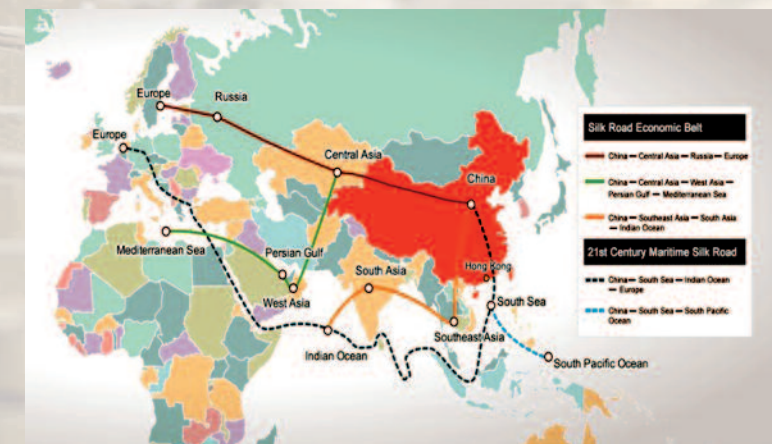 Europe
Russia
Europe
Central Asia
China
Mediterranean Sea
Persian Gulf
West Asia
South Asia
Hong Kong
South Sea
Southeast Asia
Indian Ocean
South Pacific Ocean
Silk Road Economic Belt
China — Central Asia — Russia — Europe
China — Central Asia — West Asia —
Persian Gulf — Mediterranean Sea
China — Southeast Asia — South Asia
— Indian Ocean
21st Century Maritime Silk Road
China — South Sea — Indian Ocean
— Europe
China — South Sea — South Pacific
Ocean